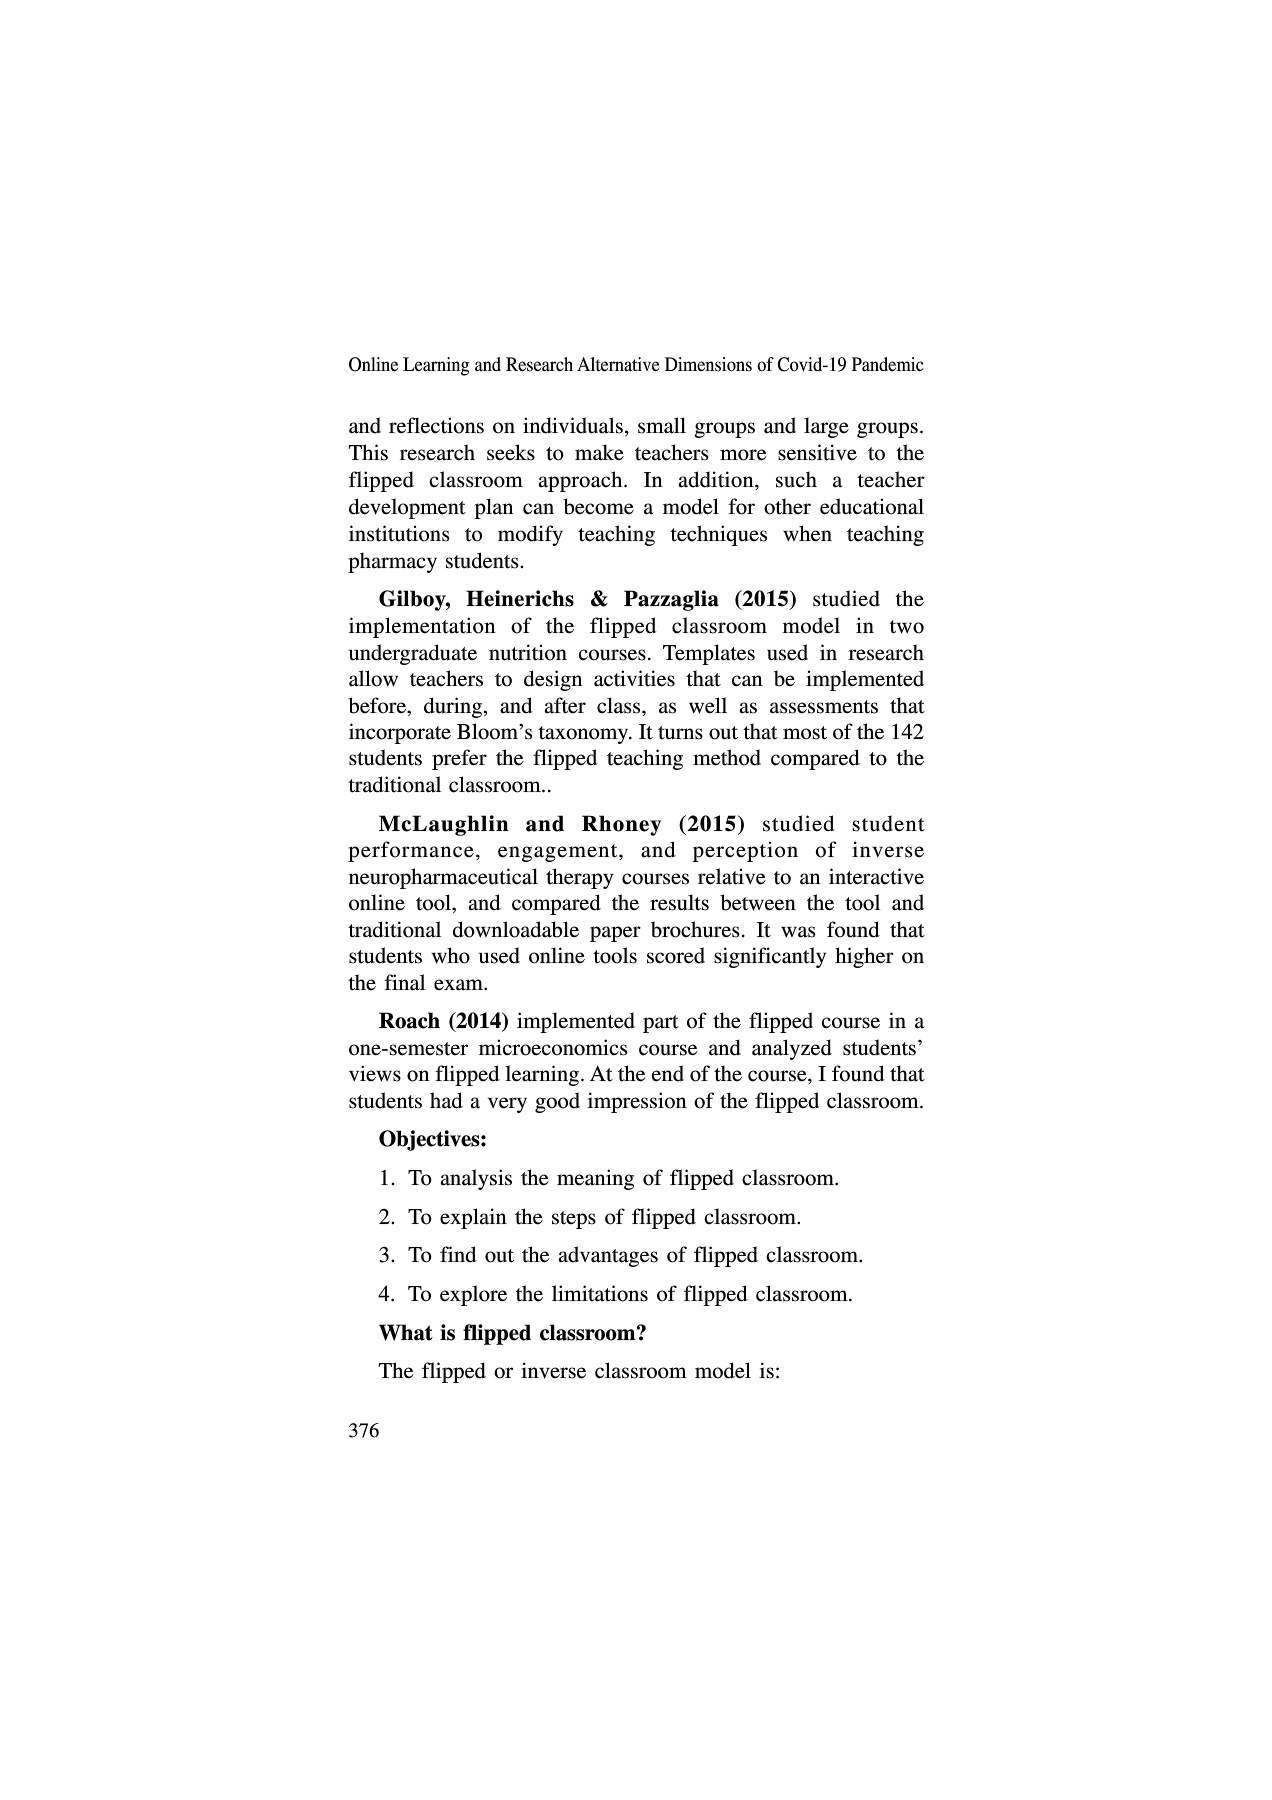 Online Learning and Research Alternative Dimensions of Covid-19 Pandemic
and reflections on individuals, small groups and large groups.
This research seeks to make teachers more sensitive to the
flipped classroom approach. In addition, such a teacher
development plan can become a model for other educational
institutions to modify teaching techniques when teaching
pharmacy students.
Gilboy, Heinerichs & Pazzaglia (2015) studied the
implementation of the flipped classroom model in two
undergraduate nutrition courses. Templates used in research
allow teachers to design activities that can be implemented
before, during, and after class, as well as assessments that
incorporate Bloom’s taxonomy. It turns out that most of the 142
students prefer the flipped teaching method compared to the
traditional classroom..
McLaughlin and Rhoney (2015) studied student
performance, engagement, and perception of inverse
neuropharmaceutical therapy courses relative to an interactive
online tool, and compared the results between the tool and
traditional downloadable paper brochures. It was found that
students who used online tools scored significantly higher on
the final exam.
Roach (2014) implemented part of the flipped course in a
one-semester microeconomics course and analyzed students’
views on flipped learning. At the end of the course, I found that
students had a very good impression of the flipped classroom.
Objectives:
1. To analysis the meaning of flipped classroom.
2. To explain the steps of flipped classroom.
3. To find out the advantages of flipped classroom.
4. To explore the limitations of flipped classroom.
What is flipped classroom?
The flipped or inverse classroom model is:
376